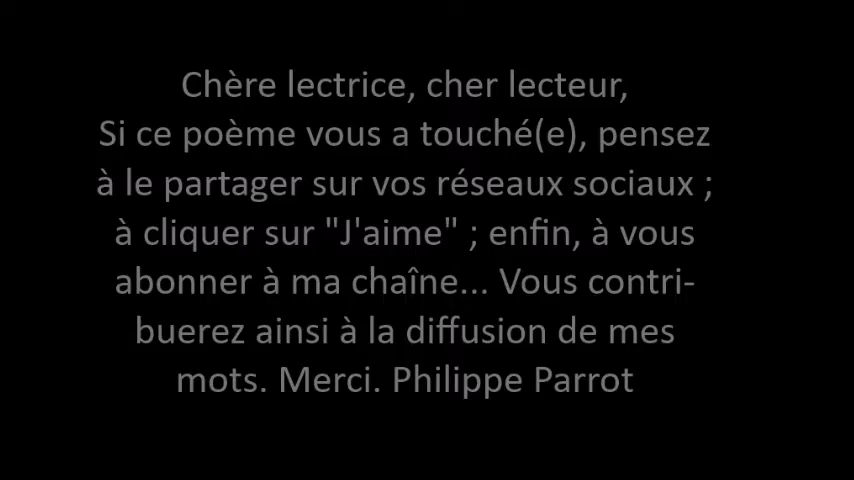 Chère lectrice, cher lecteur,
Si ce poème vous a touché(e), pensez
à le partager sur vos réseaux sociaux ;
à cliquer sur "J'aime" ; enfin, à vous
abonner à ma chaîne... Vous contri-
buerez ainsi à la diffusion de mes
mots. Merci. Philippe Parrot